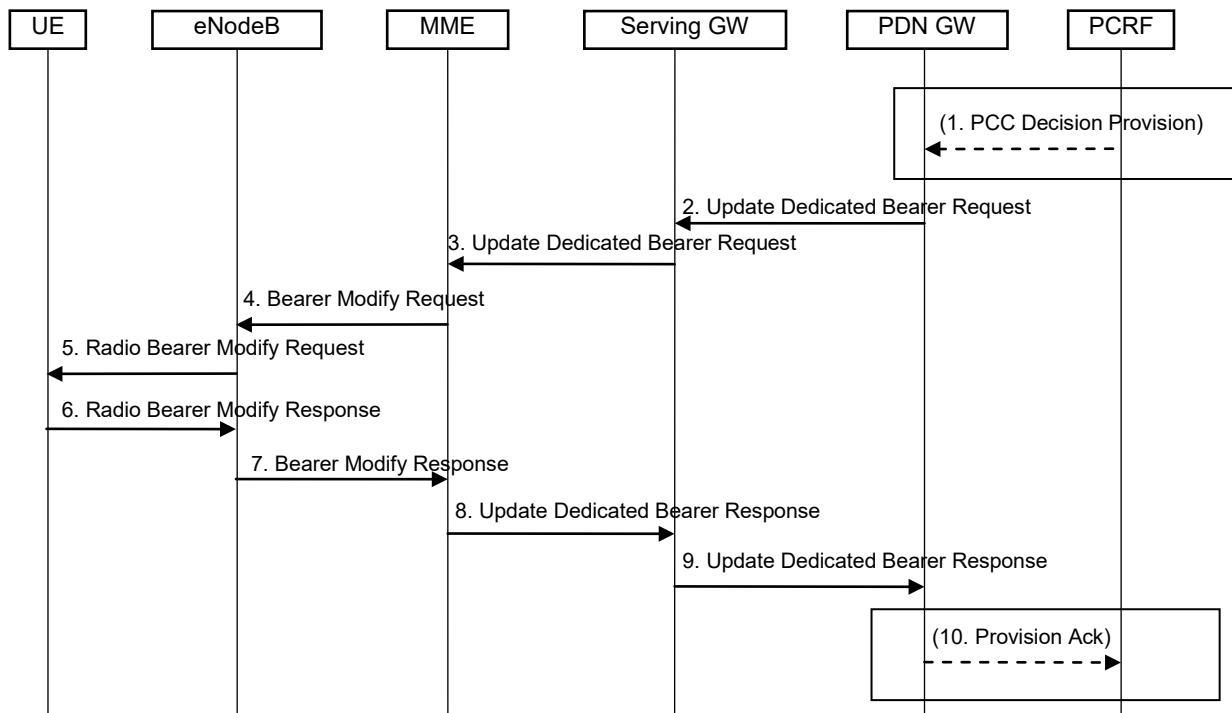 UE
eNodeB
MME
Serving GW
PDN GW
PCRF
(1. PCC Decision Provision)
2. Update Dedicated Bearer Request
3. Update Dedicated Bearer Request
4. Bearer Modify Request
5. Radio Bearer Modify Request
6. Radio Bearer Modify Response
7. Bearer Modify Response
8. Update Dedicated Bearer Response
9. Update Dedicated Bearer Response
(10. Provision Ack)